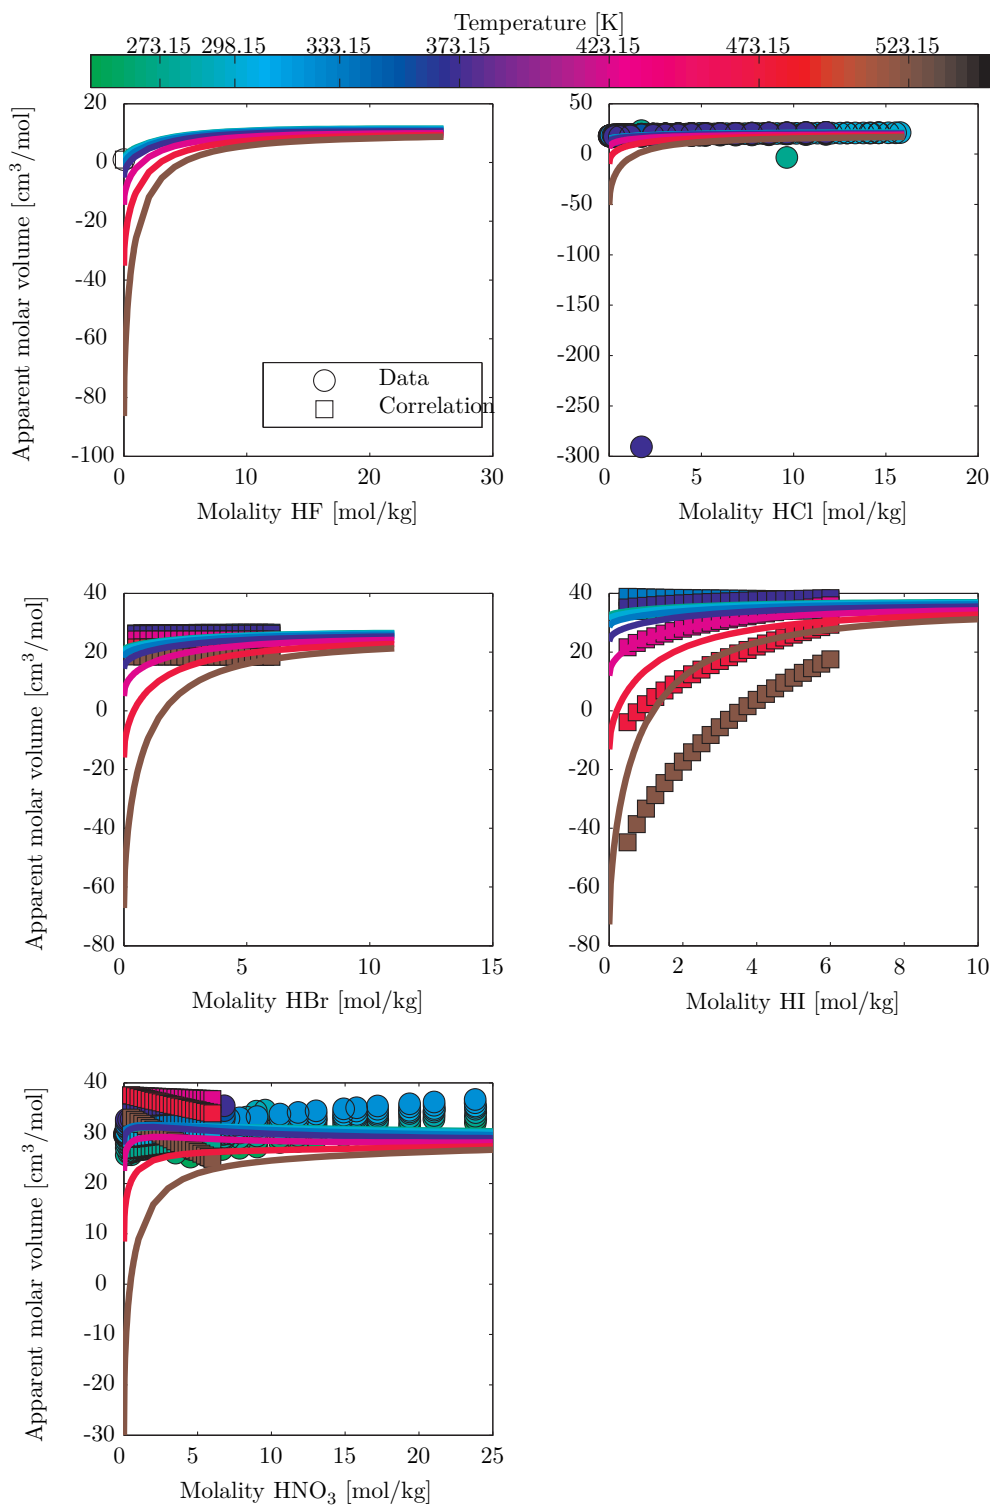 Temperature [K]
273.15 298.15 333.15 373.15 423.15 473.15 523.15
Apparent molar volume [cm³/mol]
20
0
-20
-40
-60
-80
-100
0 10 20 30
Molality HF [mol/kg]
Data
Correlation
50
0
-50
-100
-150
-200
-250
-300
0 5 10 15 20
Molality HCl [mol/kg]
Apparent molar volume [cm³/mol]
40
20
0
-20
-40
-60
-80
0 5 10 15
Molality HBr [mol/kg]
40
20
0
-20
-40
-60
-80
0 2 4 6 8 10
Molality HI [mol/kg]
Apparent molar volume [cm³/mol]
40
30
20
10
0
-10
-20
-30
0 5 10 15 20 25
Molality HNO₃ [mol/kg]